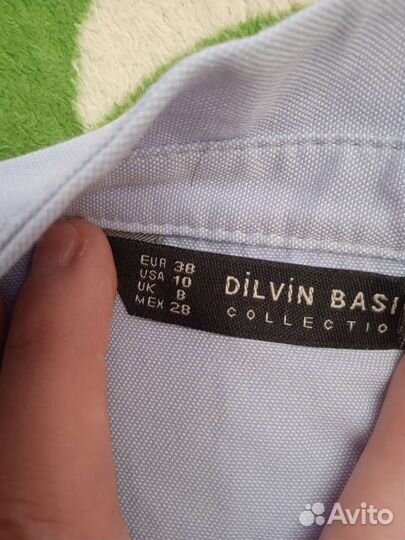 EUR 38
USA 10
UK 8
MEX 28
DİLVİN BASI
COLLECTIO
Avito